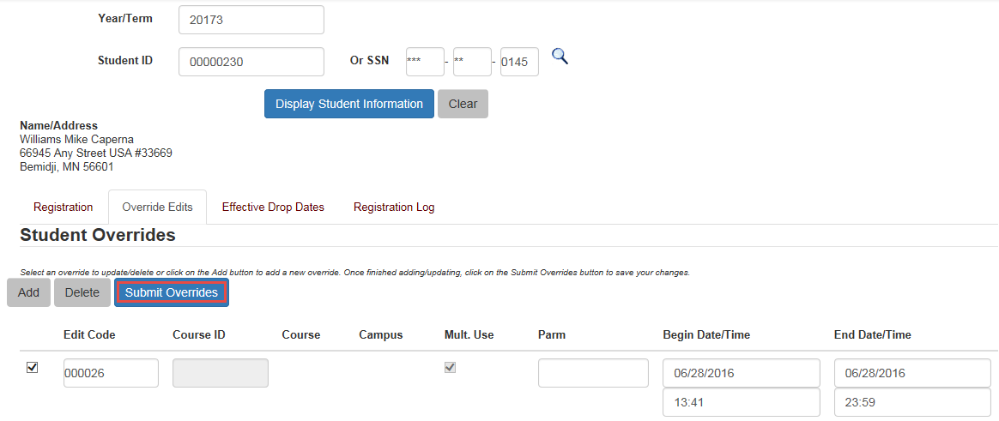 Year/Term 20173
Student ID 00000230 Or SSN *** - ** - 0145
Display Student Information Clear
Name/Address
Williams Mike Caperna
66945 Any Street USA #33669
Bemidji, MN 56601
Registration Override Edits Effective Drop Dates Registration Log
Student Overrides
Select an override to update/delete or click on the Add button to add a new override. Once finished adding/updating, click on the Submit Overrides button to save your changes.
Add Delete Submit Overrides
Edit Code Course ID Course Campus Mult. Use Parm Begin Date/Time End Date/Time
000026 06/28/2016 06/28/2016
13:41 23:59